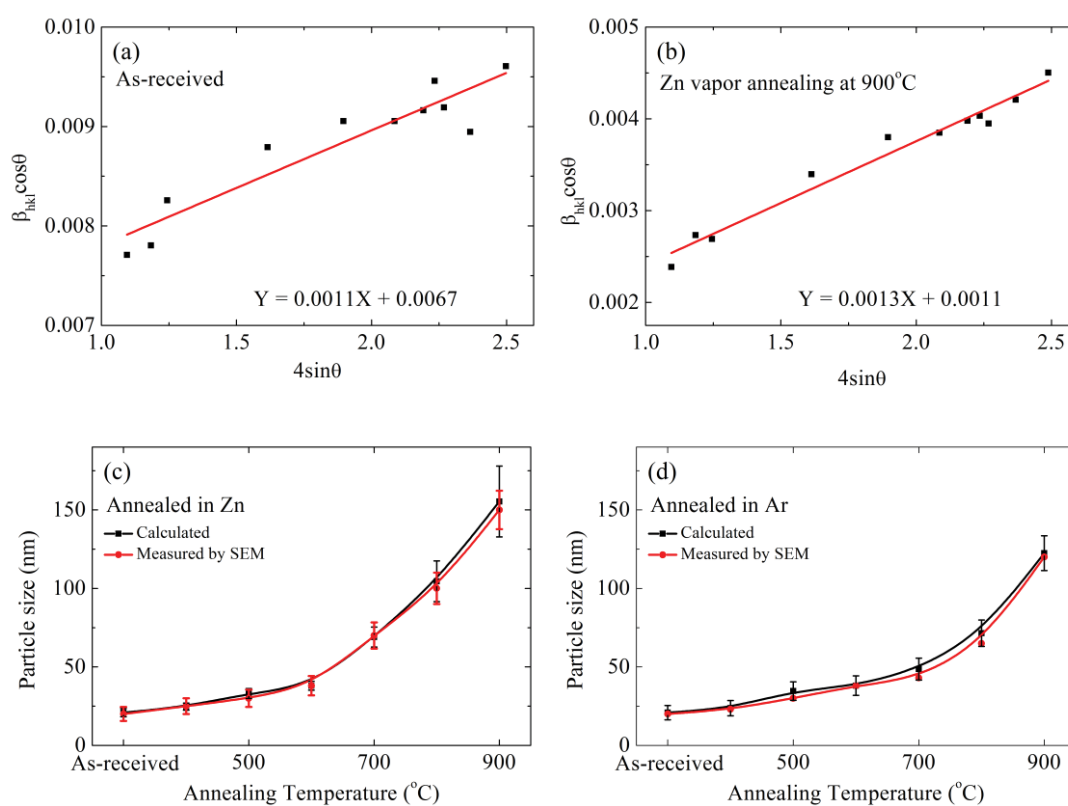 (a)
As-received
0.010
0.009
0.008
0.007
β_hkl cosθ
Y = 0.0011X + 0.0067
1.0 1.5 2.0 2.5
4sinθ
(b)
Zn vapor annealing at 900°C
0.005
0.004
0.003
0.002
β_hkl cosθ
Y = 0.0013X + 0.0011
1.0 1.5 2.0 2.5
4sinθ
(c)
Annealed in Zn
Calculated
Measured by SEM
150
100
50
0
Particle size (nm)
As-received 500 700 900
Annealing Temperature (°C)
(d)
Annealed in Ar
Calculated
Measured by SEM
150
100
50
0
Particle size (nm)
As-received 500 700 900
Annealing Temperature (°C)